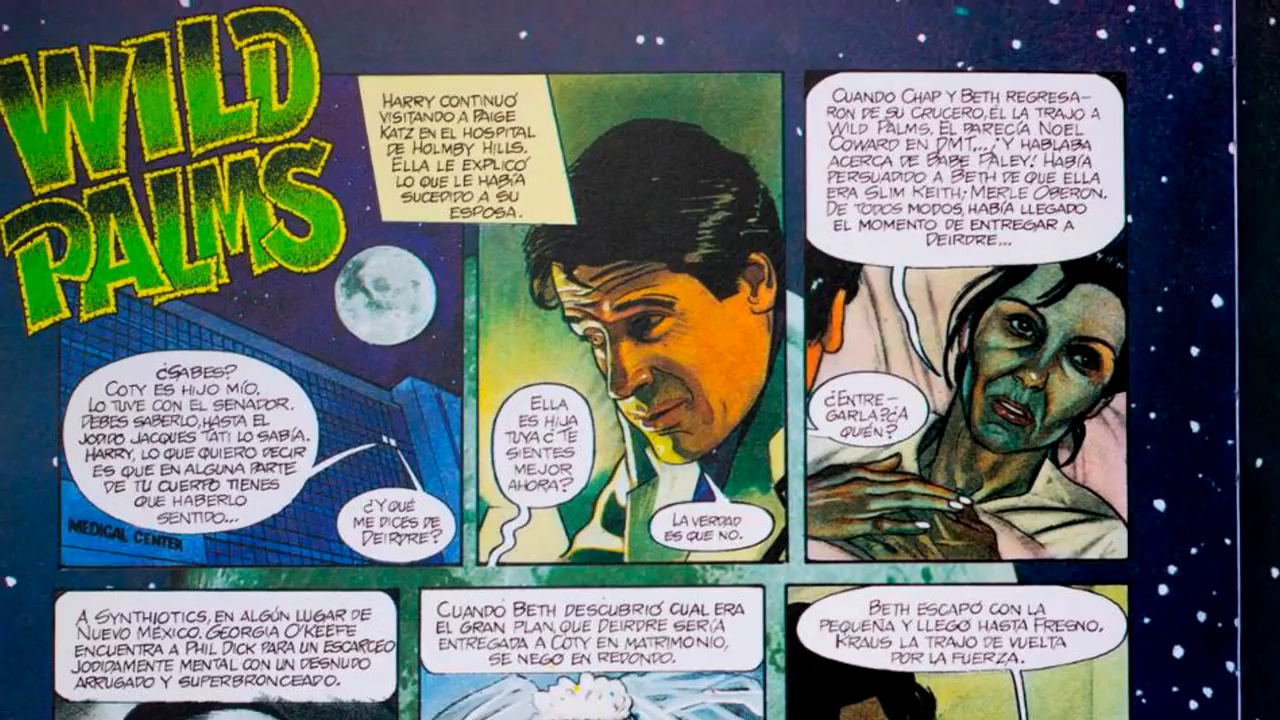 WILD
PALMS
HARRY CONTINUÓ
VISITANDO A PAIGE
KATZ EN EL HOSPITAL
DE HOLMBY HILLS.
ELLA LE EXPLICÓ
LO QUE LE HABÍA
SUCEDIDO A SU
ESPOSA.
¿SABES?
COTY ES HIJO MÍO.
LO TUVE CON EL SENADOR.
DEBES SABERLO, HASTA EL
JODIDO JACQUES TATI LO SABÍA.
HARRY, LO QUE QUIERO DECIR
ES QUE EN ALGUNA PARTE
DE TU CUERPO TIENES
QUE HABERLO
SENTIDO...
¿Y QUÉ
ME DICES DE
DEIRDRE?
MEDICAL CENTER
ELLA
ES HIJA
TUYA ¿TE
SIENTES
MEJOR
AHORA?
LA VERDAD
ES QUE NO.
CUANDO CHAP Y BETH REGRESA-
RON DE SU CRUCERO, ÉL LA TRAJO A
WILD PALMS. ÉL PARECÍA NOEL
COWARD EN DMT... ¡Y HABLABA
ACERCA DE BABE PALEY! HABÍA
PERSUADIDO A BETH DE QUE ELLA
ERA SLIM KEITH; MERLE OBERON.
DE TODOS MODOS, HABÍA LLEGADO
EL MOMENTO DE ENTREGAR A
DEIRDRE...
¿ENTRE-
GARLA? ¿A
QUIÉN?
A SYNTHIOTICS, EN ALGÚN LUGAR DE
NUEVO MÉXICO. GEORGIA O'KEEFE
ENCUENTRA A PHIL DICK PARA UN ESCARCEO
JODIDAMENTE MENTAL CON UN DESNUDO
ARRUGADO Y SUPERBRONCEADO.
CUANDO BETH DESCUBRIÓ CUAL ERA
EL GRAN PLAN, QUE DEIRDRE SERÍA
ENTREGADA A COTY EN MATRIMONIO,
SE NEGÓ EN REDONDO.
BETH ESCAPÓ CON LA
PEQUEÑA Y LLEGÓ HASTA FRESNO.
KRAUS LA TRAJO DE VUELTA
POR LA FUERZA.